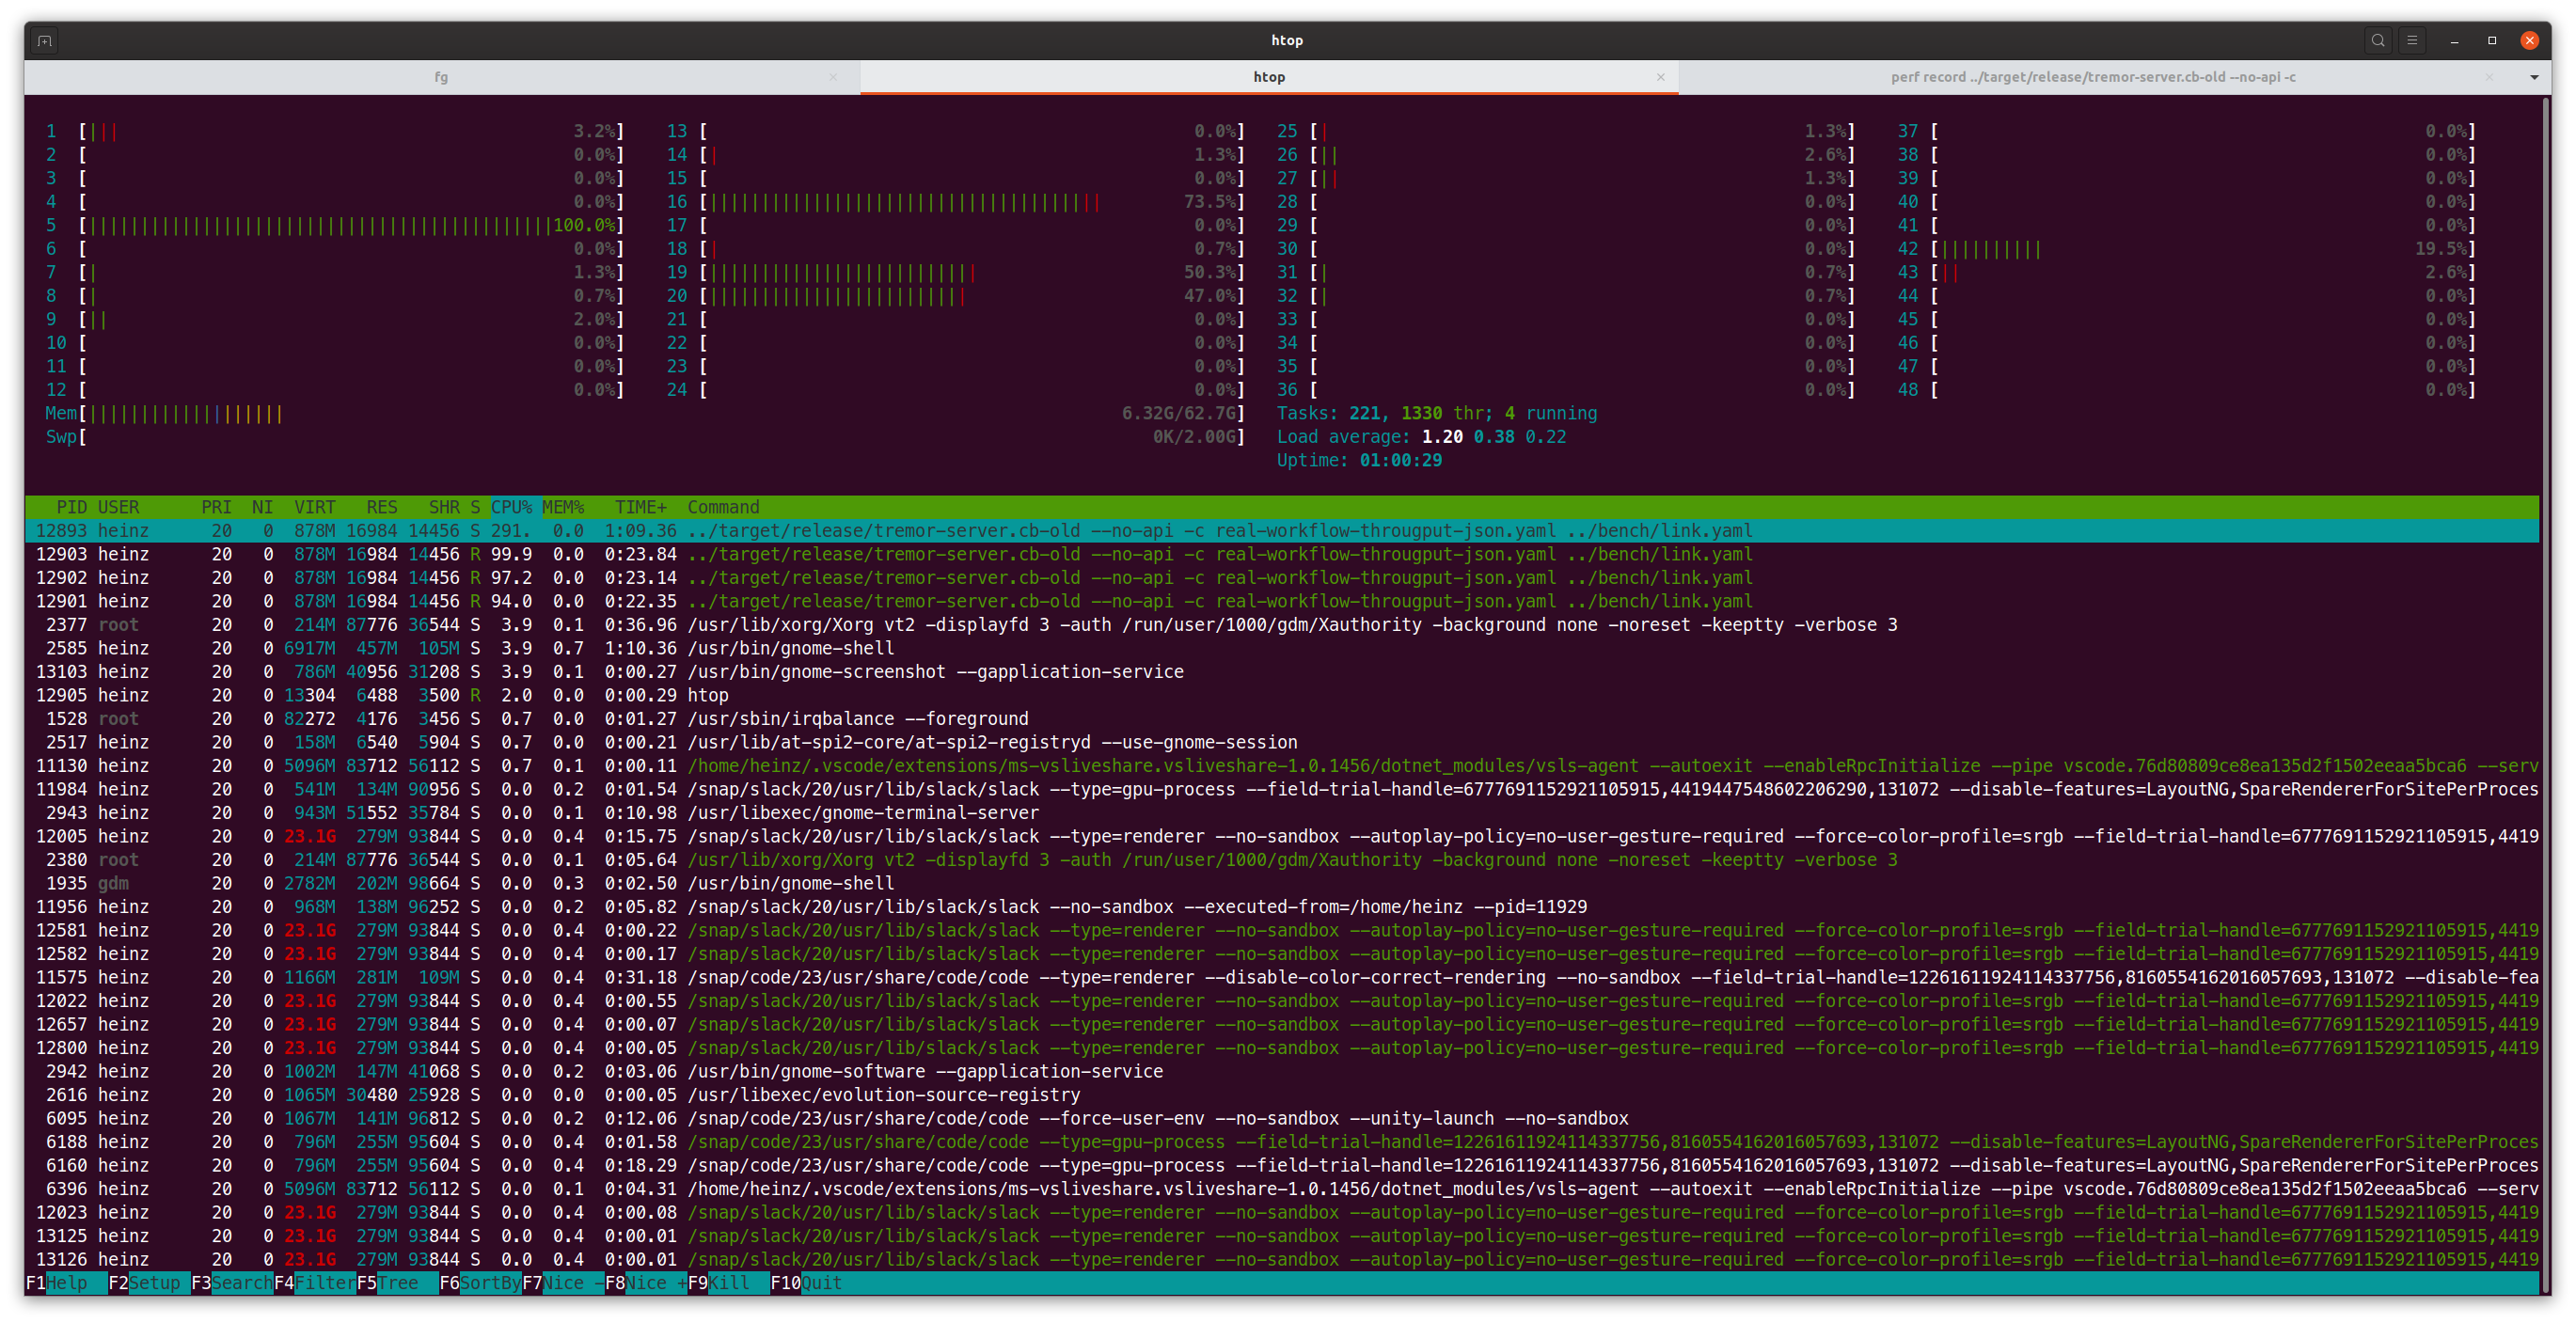 htop
fg
htop
perf record ../target/release/tremor-server.cb-old --no-api -c
1 [||| 3.2%] 13 [ 0.0%] 25 [| 1.3%] 37 [ 0.0%]
2 [ 0.0%] 14 [| 1.3%] 26 [|| 2.6%] 38 [ 0.0%]
3 [ 0.0%] 15 [ 0.0%] 27 [|| 1.3%] 39 [ 0.0%]
4 [ 0.0%] 16 [|||||||||||||||||||||||||||||||||||||| 73.5%] 28 [ 0.0%] 40 [ 0.0%]
5 [|||||||||||||||||||||||||||||||||||||||||||||100.0%] 17 [ 0.0%] 29 [ 0.0%] 41 [ 0.0%]
6 [ 0.0%] 18 [| 0.7%] 30 [ 0.0%] 42 [|||||||||| 19.5%]
7 [| 1.3%] 19 [|||||||||||||||||||||||||| 50.3%] 31 [| 0.7%] 43 [|| 2.6%]
8 [| 0.7%] 20 [||||||||||||||||||||||||| 47.0%] 32 [| 0.7%] 44 [ 0.0%]
9 [|| 2.0%] 21 [ 0.0%] 33 [ 0.0%] 45 [ 0.0%]
10 [ 0.0%] 22 [ 0.0%] 34 [ 0.0%] 46 [ 0.0%]
11 [ 0.0%] 23 [ 0.0%] 35 [ 0.0%] 47 [ 0.0%]
12 [ 0.0%] 24 [ 0.0%] 36 [ 0.0%] 48 [ 0.0%]
Mem[||||||||||||||||||| 6.32G/62.7G] Tasks: 221, 1330 thr; 4 running
Swp[ 0K/2.00G] Load average: 1.20 0.38 0.22
Uptime: 01:00:29
PID USER PRI NI VIRT RES SHR S CPU% MEM% TIME+ Command
12893 heinz 20 0 878M 16984 14456 S 291. 0.0 1:09.36 ../target/release/tremor-server.cb-old --no-api -c real-workflow-througput-json.yaml ../bench/link.yaml
12903 heinz 20 0 878M 16984 14456 R 99.9 0.0 0:23.84 ../target/release/tremor-server.cb-old --no-api -c real-workflow-througput-json.yaml ../bench/link.yaml
12902 heinz 20 0 878M 16984 14456 R 97.2 0.0 0:23.14 ../target/release/tremor-server.cb-old --no-api -c real-workflow-througput-json.yaml ../bench/link.yaml
12901 heinz 20 0 878M 16984 14456 R 94.0 0.0 0:22.35 ../target/release/tremor-server.cb-old --no-api -c real-workflow-througput-json.yaml ../bench/link.yaml
2377 root 20 0 214M 87776 36544 S 3.9 0.1 0:36.96 /usr/lib/xorg/Xorg vt2 -displayfd 3 -auth /run/user/1000/gdm/Xauthority -background none -noreset -keeptty -verbose 3
2585 heinz 20 0 6917M 457M 105M S 3.9 0.7 1:10.36 /usr/bin/gnome-shell
13103 heinz 20 0 786M 40956 31208 S 3.9 0.1 0:00.27 /usr/bin/gnome-screenshot --gapplication-service
12905 heinz 20 0 13304 6488 3500 R 2.0 0.0 0:00.29 htop
1528 root 20 0 82272 4176 3456 S 0.7 0.0 0:01.27 /usr/sbin/irqbalance --foreground
2517 heinz 20 0 158M 6540 5904 S 0.7 0.0 0:00.21 /usr/lib/at-spi2-core/at-spi2-registryd --use-gnome-session
11130 heinz 20 0 5096M 83712 56112 S 0.7 0.1 0:00.11 /home/heinz/.vscode/extensions/ms-vsliveshare.vsliveshare-1.0.1456/dotnet_modules/vsls-agent --autoexit --enableRpcInitialize --pipe vscode.76d80809ce8ea135d2f1502eeaa5bca6 --serv
11984 heinz 20 0 541M 134M 90956 S 0.0 0.2 0:01.54 /snap/slack/20/usr/lib/slack/slack --type=gpu-process --field-trial-handle=6777691152921105915,4419447548602206290,131072 --disable-features=LayoutNG,SpareRendererForSitePerProces
2943 heinz 20 0 943M 51552 35784 S 0.0 0.1 0:10.98 /usr/libexec/gnome-terminal-server
12005 heinz 20 0 23.1G 279M 93844 S 0.0 0.4 0:15.75 /snap/slack/20/usr/lib/slack/slack --type=renderer --no-sandbox --autoplay-policy=no-user-gesture-required --force-color-profile=srgb --field-trial-handle=6777691152921105915,4419
2380 root 20 0 214M 87776 36544 S 0.0 0.1 0:05.64 /usr/lib/xorg/Xorg vt2 -displayfd 3 -auth /run/user/1000/gdm/Xauthority -background none -noreset -keeptty -verbose 3
1935 gdm 20 0 2782M 202M 98664 S 0.0 0.3 0:02.50 /usr/bin/gnome-shell
11956 heinz 20 0 968M 138M 96252 S 0.0 0.2 0:05.82 /snap/slack/20/usr/lib/slack/slack --no-sandbox --executed-from=/home/heinz --pid=11929
12581 heinz 20 0 23.1G 279M 93844 S 0.0 0.4 0:00.22 /snap/slack/20/usr/lib/slack/slack --type=renderer --no-sandbox --autoplay-policy=no-user-gesture-required --force-color-profile=srgb --field-trial-handle=6777691152921105915,4419
12582 heinz 20 0 23.1G 279M 93844 S 0.0 0.4 0:00.17 /snap/slack/20/usr/lib/slack/slack --type=renderer --no-sandbox --autoplay-policy=no-user-gesture-required --force-color-profile=srgb --field-trial-handle=6777691152921105915,4419
11575 heinz 20 0 1166M 281M 109M S 0.0 0.4 0:31.18 /snap/code/23/usr/share/code/code --type=renderer --disable-color-correct-rendering --no-sandbox --field-trial-handle=12261611924114337756,8160554162016057693,131072 --disable-fea
12022 heinz 20 0 23.1G 279M 93844 S 0.0 0.4 0:00.55 /snap/slack/20/usr/lib/slack/slack --type=renderer --no-sandbox --autoplay-policy=no-user-gesture-required --force-color-profile=srgb --field-trial-handle=6777691152921105915,4419
12657 heinz 20 0 23.1G 279M 93844 S 0.0 0.4 0:00.07 /snap/slack/20/usr/lib/slack/slack --type=renderer --no-sandbox --autoplay-policy=no-user-gesture-required --force-color-profile=srgb --field-trial-handle=6777691152921105915,4419
12800 heinz 20 0 23.1G 279M 93844 S 0.0 0.4 0:00.05 /snap/slack/20/usr/lib/slack/slack --type=renderer --no-sandbox --autoplay-policy=no-user-gesture-required --force-color-profile=srgb --field-trial-handle=6777691152921105915,4419
2942 heinz 20 0 1002M 147M 41068 S 0.0 0.2 0:03.06 /usr/bin/gnome-software --gapplication-service
2616 heinz 20 0 1065M 30480 25928 S 0.0 0.0 0:00.05 /usr/libexec/evolution-source-registry
6095 heinz 20 0 1067M 141M 96812 S 0.0 0.2 0:12.06 /snap/code/23/usr/share/code/code --force-user-env --no-sandbox --unity-launch --no-sandbox
6188 heinz 20 0 796M 255M 95604 S 0.0 0.4 0:01.58 /snap/code/23/usr/share/code/code --type=gpu-process --field-trial-handle=12261611924114337756,8160554162016057693,131072 --disable-features=LayoutNG,SpareRendererForSitePerProces
6160 heinz 20 0 796M 255M 95604 S 0.0 0.4 0:18.29 /snap/code/23/usr/share/code/code --type=gpu-process --field-trial-handle=12261611924114337756,8160554162016057693,131072 --disable-features=LayoutNG,SpareRendererForSitePerProces
6396 heinz 20 0 5096M 83712 56112 S 0.0 0.1 0:04.31 /home/heinz/.vscode/extensions/ms-vsliveshare.vsliveshare-1.0.1456/dotnet_modules/vsls-agent --autoexit --enableRpcInitialize --pipe vscode.76d80809ce8ea135d2f1502eeaa5bca6 --serv
12023 heinz 20 0 23.1G 279M 93844 S 0.0 0.4 0:00.08 /snap/slack/20/usr/lib/slack/slack --type=renderer --no-sandbox --autoplay-policy=no-user-gesture-required --force-color-profile=srgb --field-trial-handle=6777691152921105915,4419
13125 heinz 20 0 23.1G 279M 93844 S 0.0 0.4 0:00.01 /snap/slack/20/usr/lib/slack/slack --type=renderer --no-sandbox --autoplay-policy=no-user-gesture-required --force-color-profile=srgb --field-trial-handle=6777691152921105915,4419
13126 heinz 20 0 23.1G 279M 93844 S 0.0 0.4 0:00.01 /snap/slack/20/usr/lib/slack/slack --type=renderer --no-sandbox --autoplay-policy=no-user-gesture-required --force-color-profile=srgb --field-trial-handle=6777691152921105915,4419
F1Help F2Setup F3SearchF4FilterF5Tree F6SortByF7Nice -F8Nice +F9Kill F10Quit